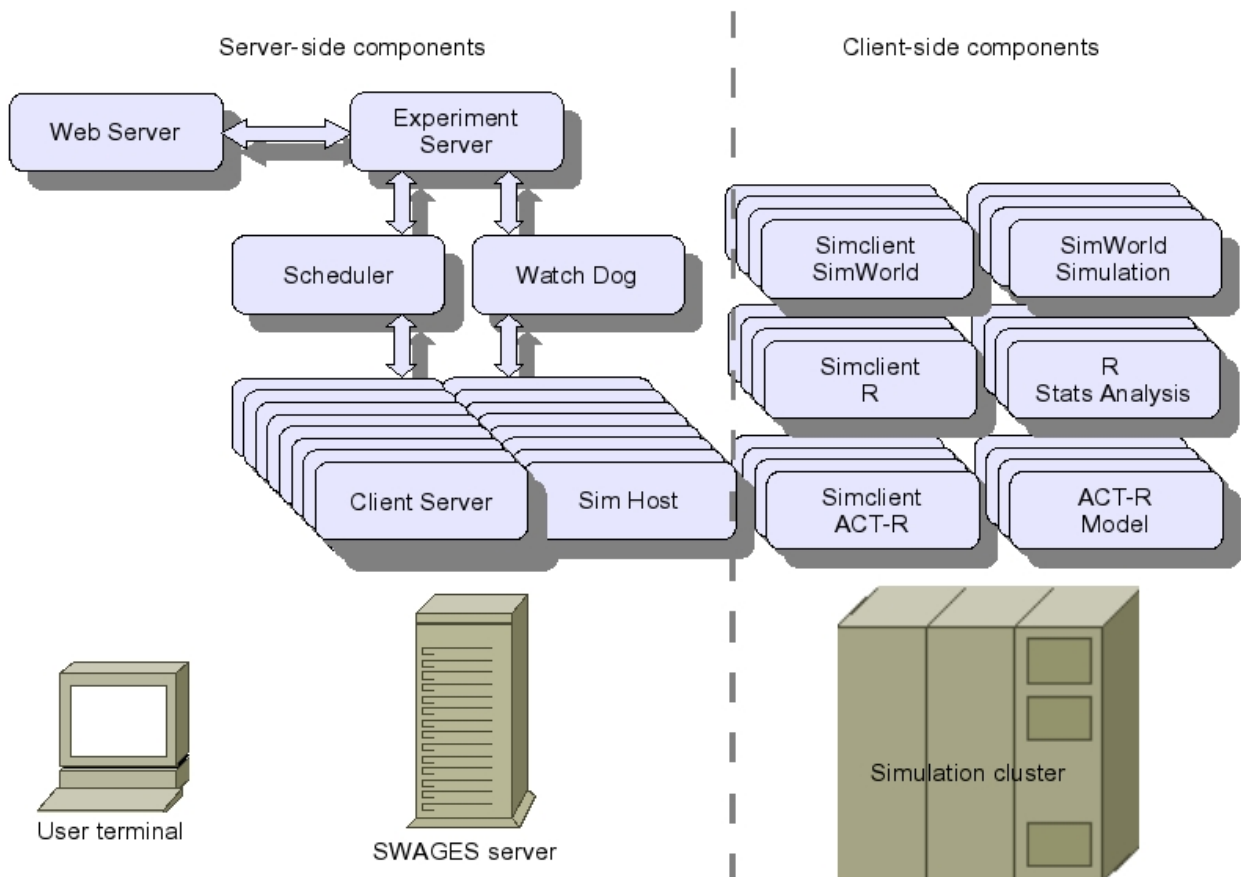 Server-side components
Client-side components
Web Server
Experiment
Server
Scheduler
Watch Dog
Client Server
Sim Host
Simclient
SimWorld
SimWorld
Simulation
Simclient
R
R
Stats Analysis
Simclient
ACT-R
ACT-R
Model
User terminal
SWAGES server
Simulation cluster